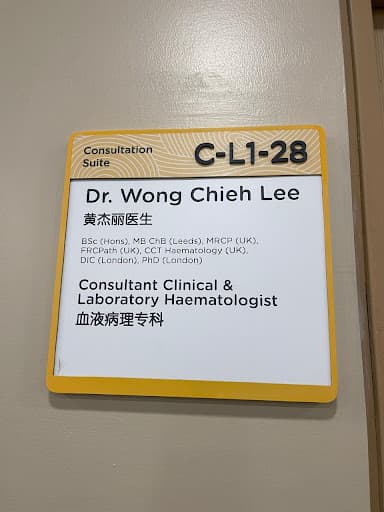 Consultation
Suite
C-L1-28
Dr. Wong Chieh Lee
黄杰丽医生
BSc (Hons), MB ChB (Leeds), MRCP (UK),
FRCPath (UK), CCT Haematology (UK),
DIC (London), PhD (London)
Consultant Clinical &
Laboratory Haematologist
血液病理专科